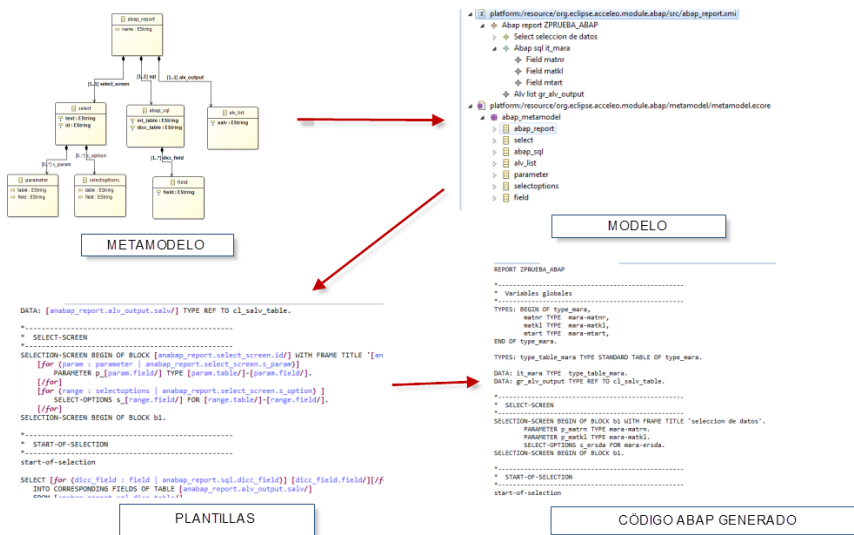 abap_report
name : EString
[1..1] select_screen
[1..1] sql
[1..1] alv_output
select
text : EString
id : EString
abap_sql
int_table : EString
dicc_table : EString
alv_list
salv : EString
[0..*] s_param
[0..*] s_option
[1..*] dicc_field
parameter
table : EString
field : EString
selectoptions
table : EString
field : EString
field
field : EString
METAMODELO
platform:/resource/org.eclipse.acceleo.module.abap/src/abap_report.xmi
Abap report ZPRUEBA_ABAP
Select seleccion de datos
Abap sql it_mara
Field matnr
Field matkl
Field mtart
Alv list gr_alv_output
platform:/resource/org.eclipse.acceleo.module.abap/metamodel/metamodel.ecore
abap_metamodel
abap_report
select
abap_sql
alv_list
parameter
selectoptions
field
MODELO
DATA: [anabap_report.alv_output.salv/] TYPE REF TO cl_salv_table.
*------------------------------------------------
* SELECT-SCREEN
*------------------------------------------------
SELECTION-SCREEN BEGIN OF BLOCK [anabap_report.select_screen.id/] WITH FRAME TITLE '[an
[for (param : parameter | anabap_report.select_screen.s_param)]
PARAMETER p_[param.field/] TYPE [param.table/]-[param.field/].
[/for]
[for (range : selectoptions | anabap_report.select_screen.s_option) ]
SELECT-OPTIONS s_[range.field/] FOR [range.table/]-[range.field/].
[/for]
SELECTION-SCREEN BEGIN OF BLOCK b1.
*------------------------------------------------
* START-OF-SELECTION
*------------------------------------------------
start-of-selection
SELECT [for (dicc_field : field | anabap_report.sql.dicc_field)] [dicc_field.field/][/f
INTO CORRESPONDING FIELDS OF TABLE [anabap_report.alv_output.salv/]
FROM [anabap_report.sql.dicc_table/]
PLANTILLAS
REPORT ZPRUEBA_ABAP
*------------------------------------------------
* Variables globales
*------------------------------------------------
TYPES: BEGIN OF type_mara,
matnr TYPE mara-matnr,
matkl TYPE mara-matkl,
mtart TYPE mara-mtart,
END OF type_mara.
TYPES: type_table_mara TYPE STANDARD TABLE OF type_mara.
DATA: it_mara TYPE type_table_mara.
DATA: gr_alv_output TYPE REF TO cl_salv_table.
*------------------------------------------------
* SELECT-SCREEN
*------------------------------------------------
SELECTION-SCREEN BEGIN OF BLOCK b1 WITH FRAME TITLE 'seleccion de datos'.
PARAMETER p_matrn TYPE mara-matrn.
PARAMETER p_matkl TYPE mara-matkl.
SELECT-OPTIONS s_ersda FOR mara-ersda.
SELECTION-SCREEN BEGIN OF BLOCK b1.
*------------------------------------------------
* START-OF-SELECTION
*------------------------------------------------
start-of-selection
CÖDIGO ABAP GENERADO